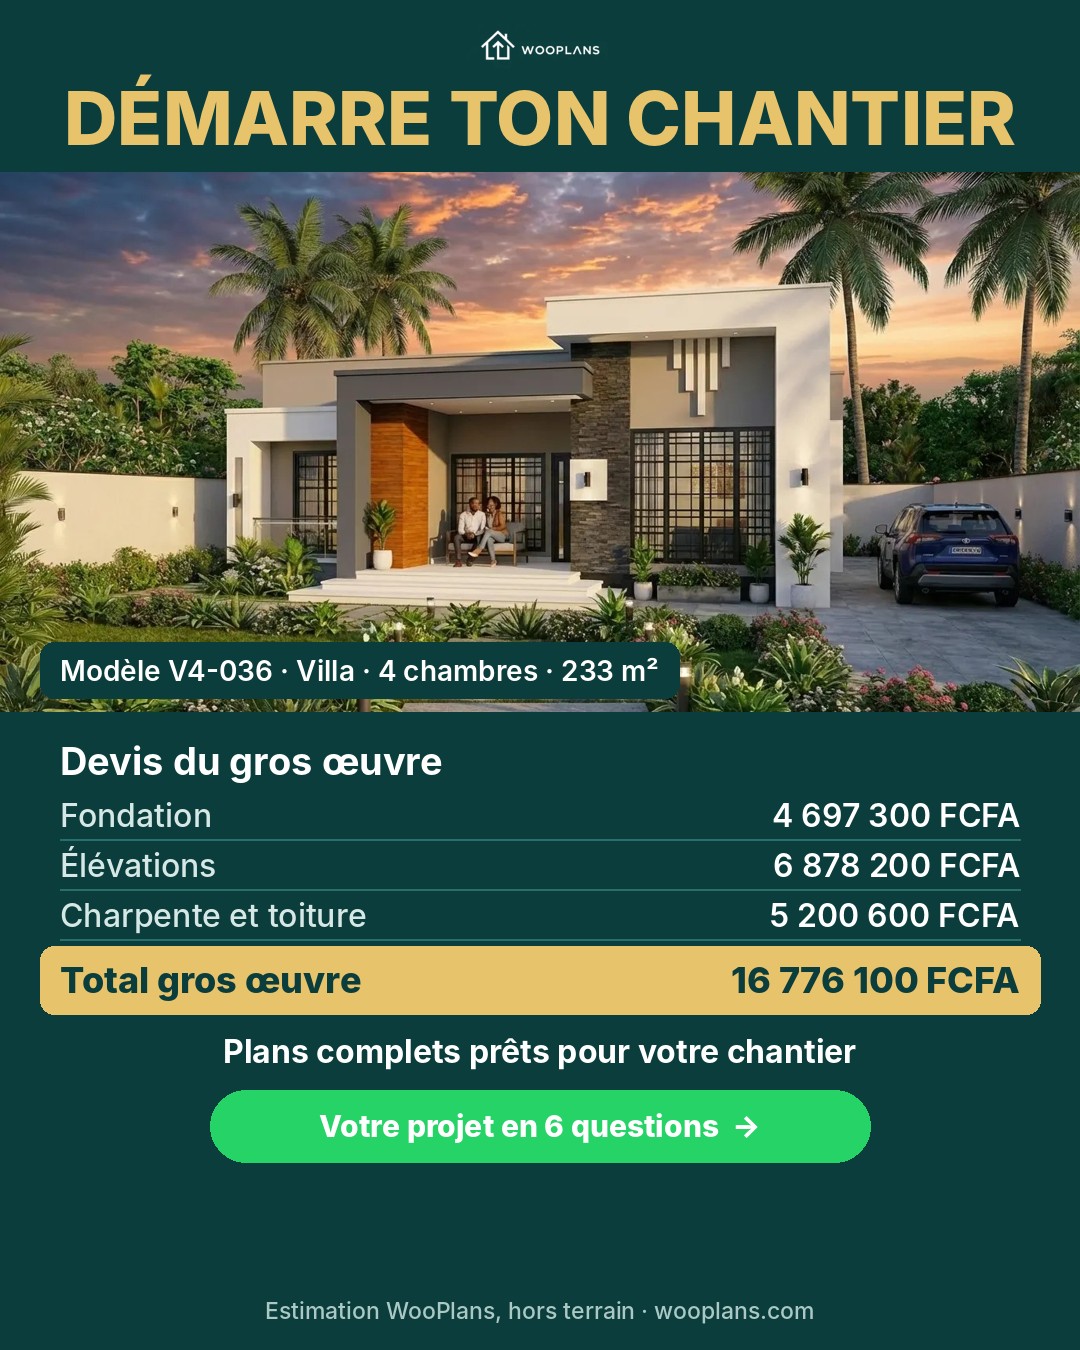 WOOPLANS
DÉMARRE TON CHANTIER
Modèle V4-036 · Villa · 4 chambres · 233 m²
Devis du gros œuvre
Fondation 4 697 300 FCFA
Élévations 6 878 200 FCFA
Charpente et toiture 5 200 600 FCFA
Total gros œuvre 16 776 100 FCFA
Plans complets prêts pour votre chantier
Votre projet en 6 questions →
Estimation WooPlans, hors terrain · wooplans.com